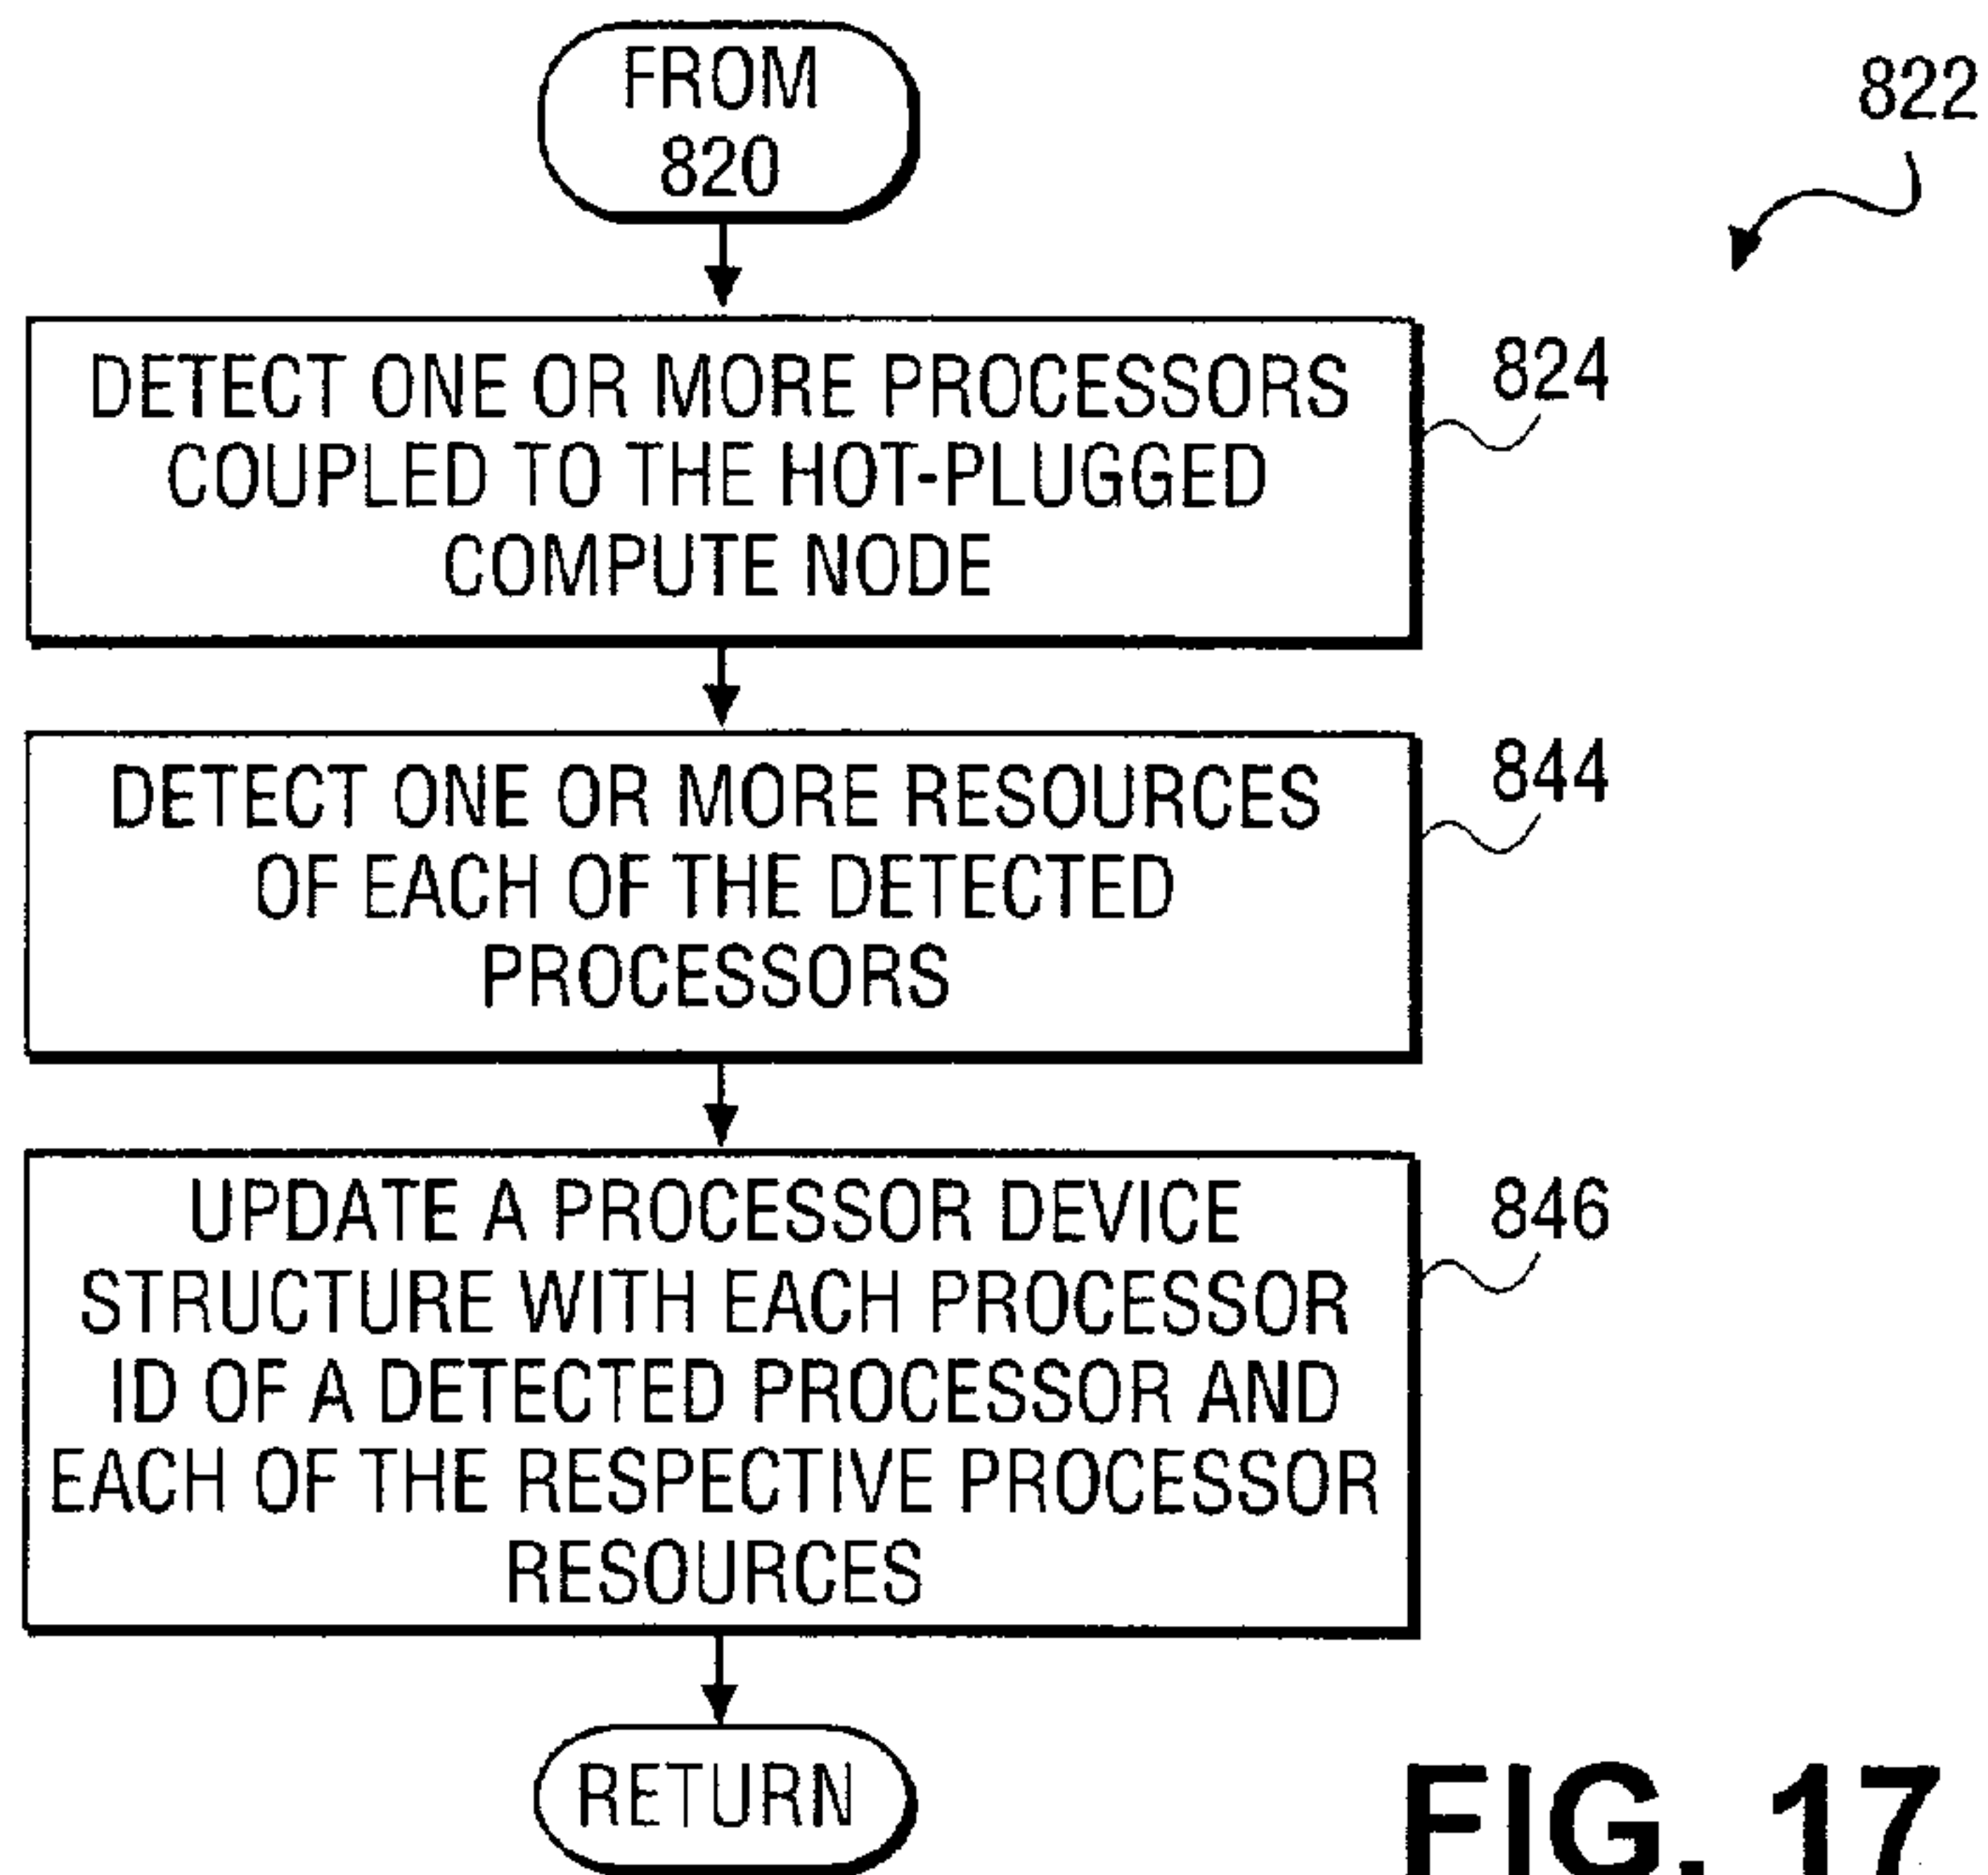 FROM
820
822
DETECT ONE OR MORE PROCESSORS
COUPLED TO THE HOT-PLUGGED
COMPUTE NODE
824
DETECT ONE OR MORE RESOURCES
OF EACH OF THE DETECTED
PROCESSORS
844
UPDATE A PROCESSOR DEVICE
STRUCTURE WITH EACH PROCESSOR
ID OF A DETECTED PROCESSOR AND
EACH OF THE RESPECTIVE PROCESSOR
RESOURCES
846
RETURN
FIG. 17